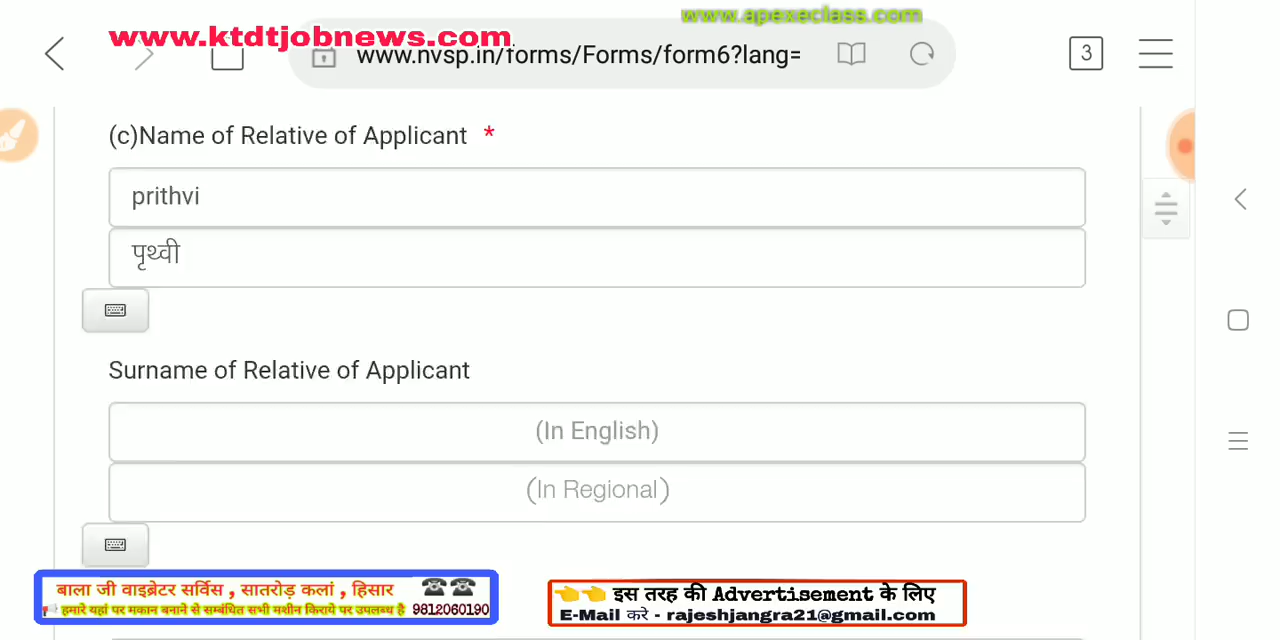 www.apexeclass.com
www.ktdtjobnews.com
www.nvsp.in/forms/Forms/form6?lang=
3
(c)Name of Relative of Applicant *
prithvi
पृथ्वी
Surname of Relative of Applicant
(In English)
(In Regional)
बाला जी वाइब्रेटर सर्विस , सातरोड़ कलां , हिसार
हमारे यहां पर मकान बनाने से सम्बंधित सभी मशीन किराये पर उपलब्ध है 9812060190
👉👉 इस तरह की Advertisement के लिए
E-Mail करे - rajeshjangra21@gmail.com